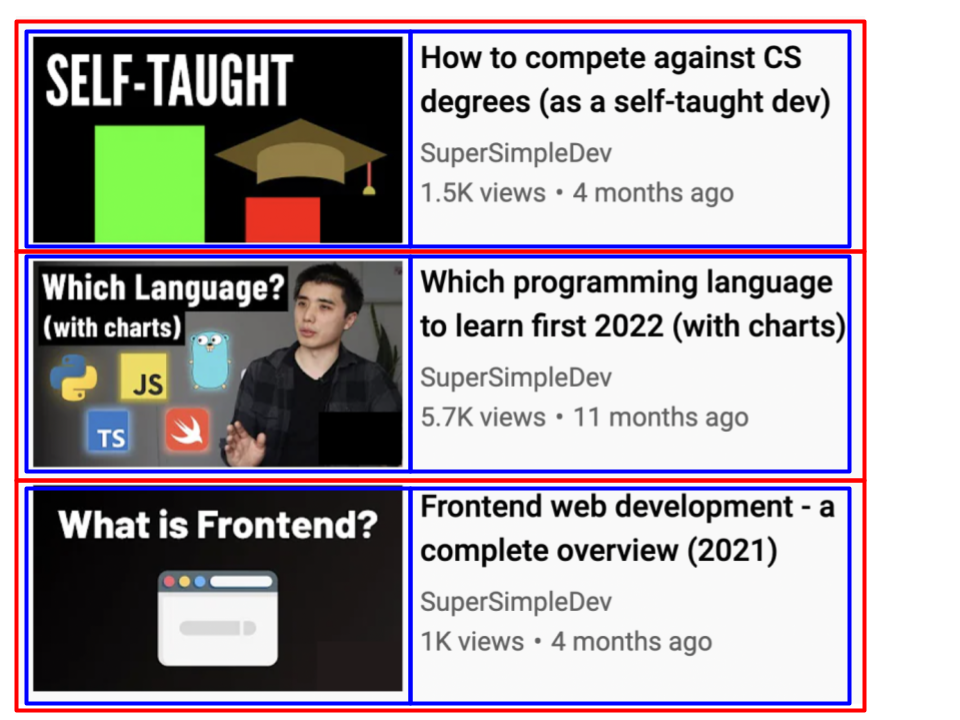 SELF-TAUGHT
How to compete against CS
degrees (as a self-taught dev)
SuperSimpleDev
1.5K views • 4 months ago
Which Language?
(with charts)
JS
TS
Which programming language
to learn first 2022 (with charts)
SuperSimpleDev
5.7K views • 11 months ago
What is Frontend?
Frontend web development - a
complete overview (2021)
SuperSimpleDev
1K views • 4 months ago